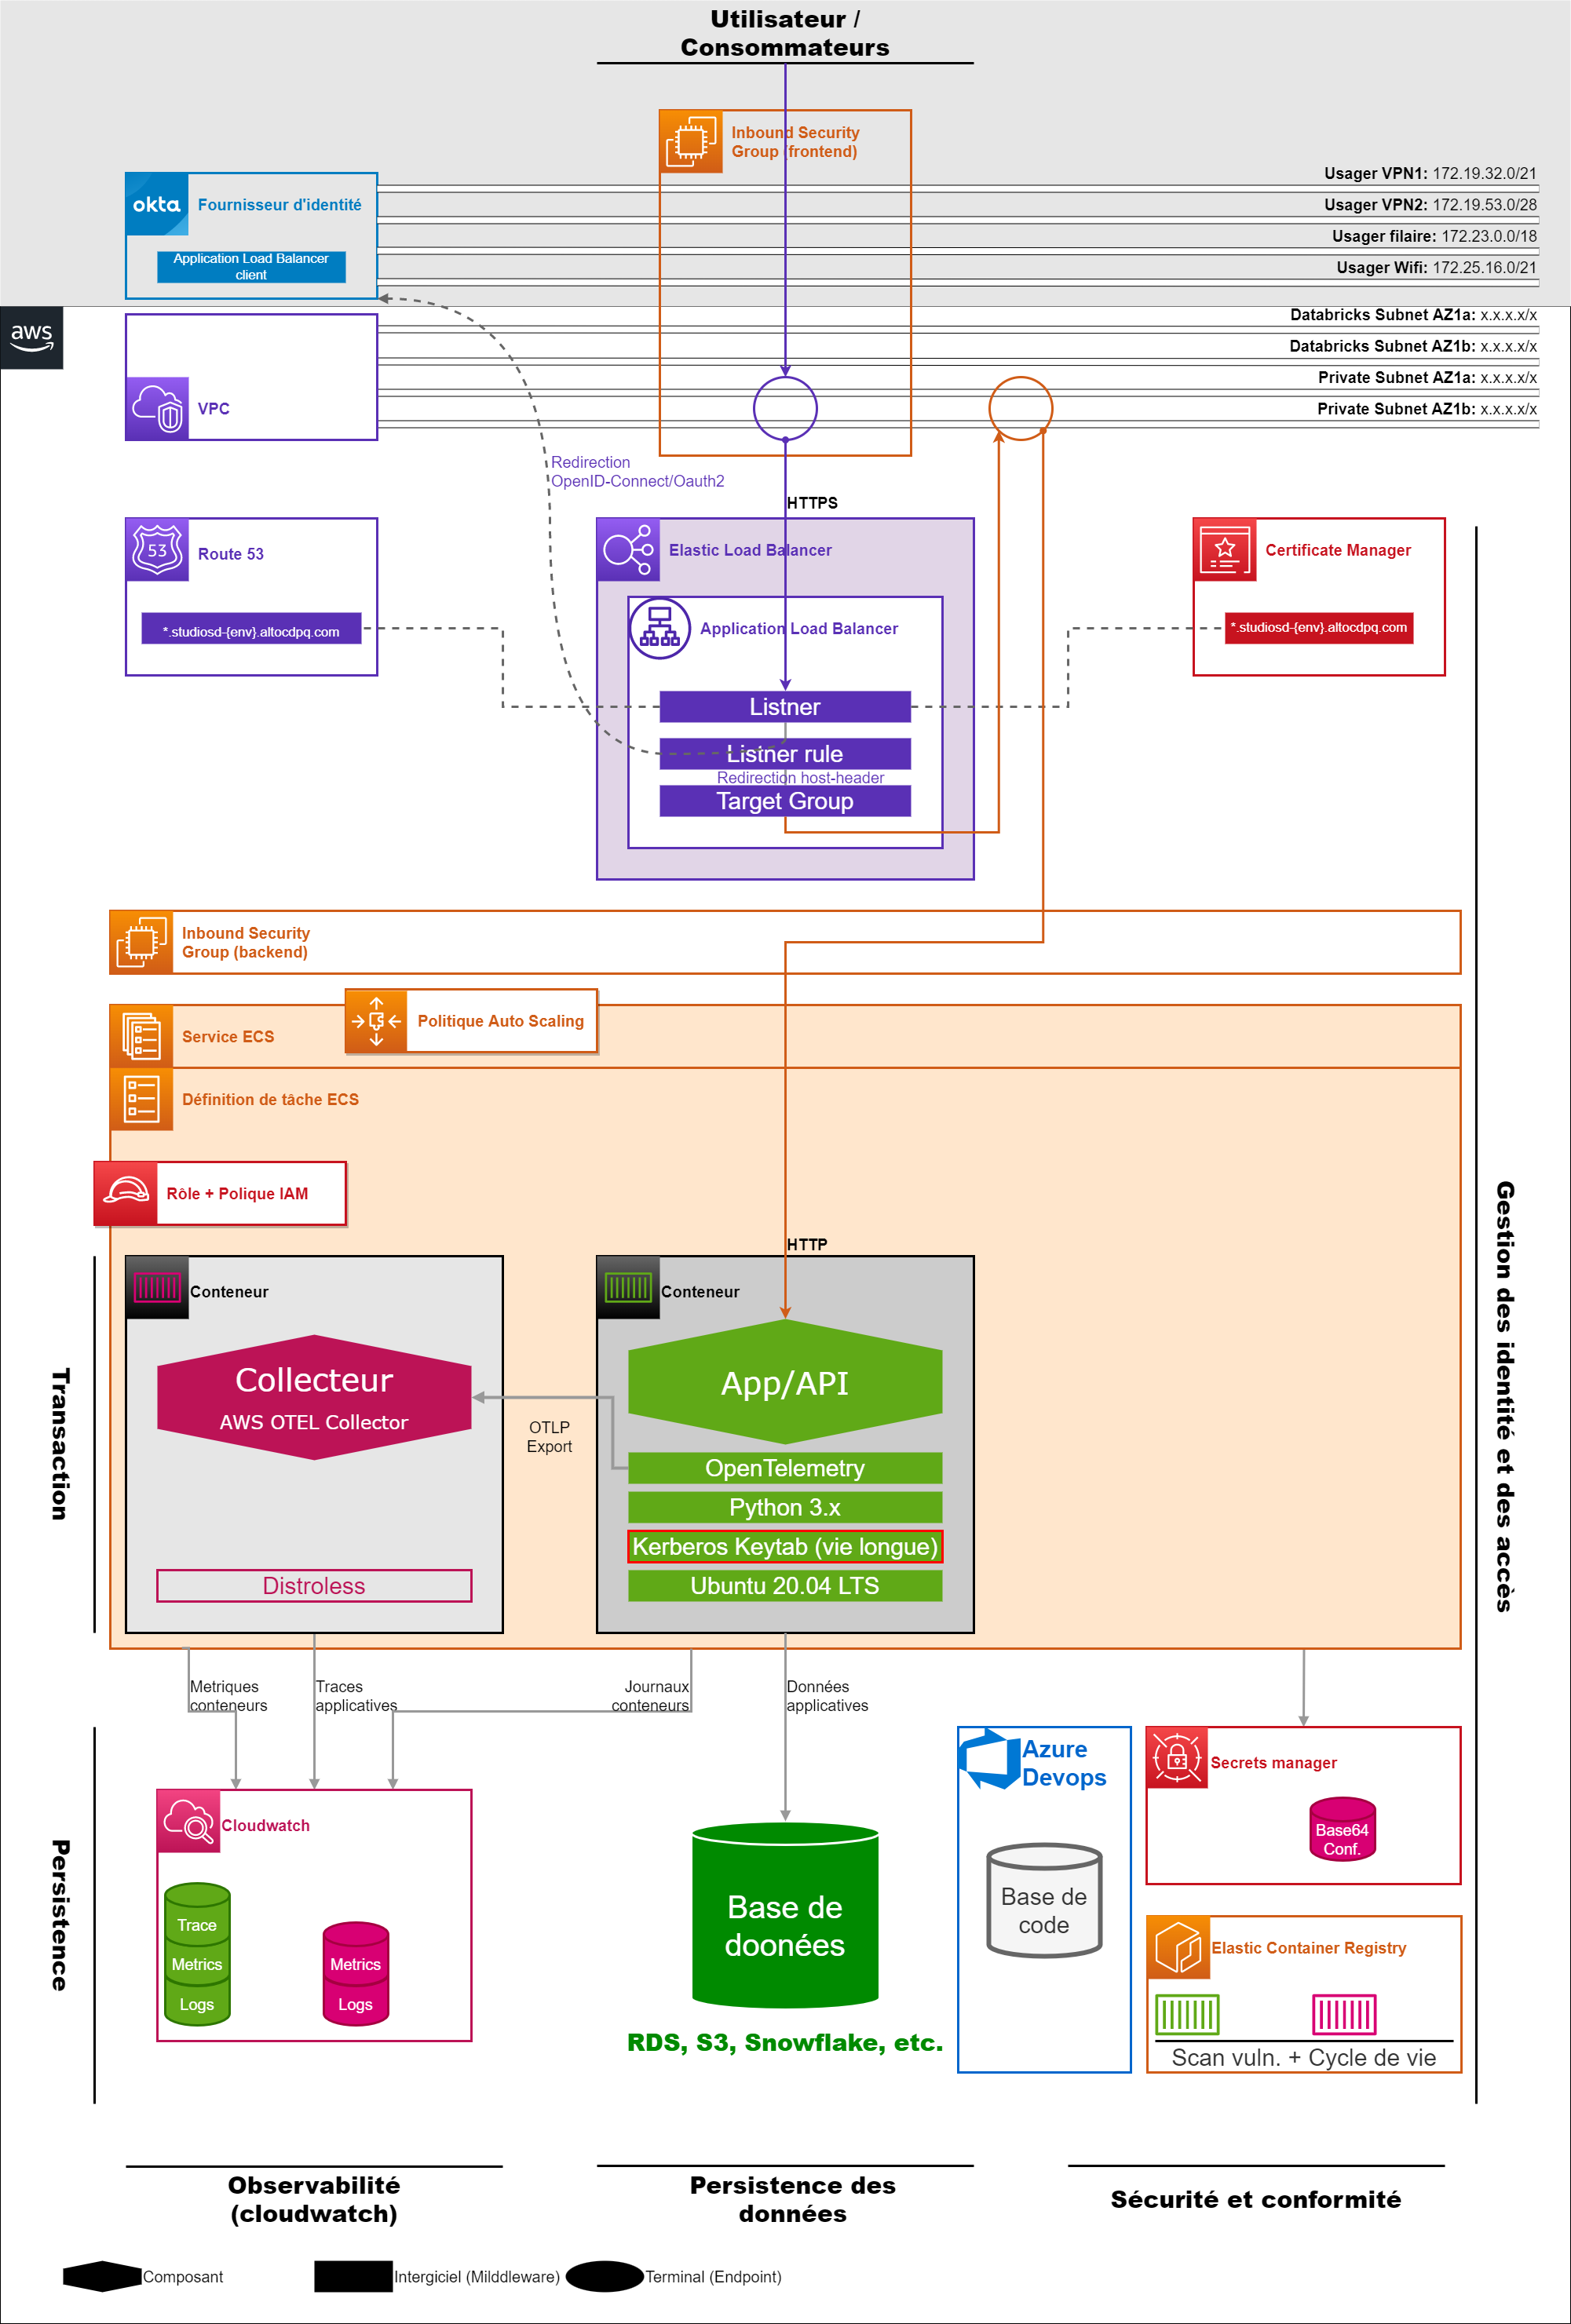 Utilisateur /
Consommateurs
Inbound Security
Group (frontend)
okta
Fournisseur d'identité
Application Load Balancer
client
Usager VPN1: 172.19.32.0/21
Usager VPN2: 172.19.53.0/28
Usager filaire: 172.23.0.0/18
Usager Wifi: 172.25.16.0/21
aws
VPC
Databricks Subnet AZ1a: x.x.x.x/x
Databricks Subnet AZ1b: x.x.x.x/x
Private Subnet AZ1a: x.x.x.x/x
Private Subnet AZ1b: x.x.x.x/x
Redirection
OpenID-Connect/Oauth2
HTTPS
53
Route 53
*.studiosd-{env}.altocdpq.com
Elastic Load Balancer
Application Load Balancer
Listner
Listner rule
Redirection host-header
Target Group
Certificate Manager
*.studiosd-{env}.altocdpq.com
Inbound Security
Group (backend)
Service ECS
Politique Auto Scaling
Définition de tâche ECS
Rôle + Polique IAM
HTTP
Conteneur
Collecteur
AWS OTEL Collector
Distroless
OTLP
Export
Conteneur
App/API
OpenTelemetry
Python 3.x
Kerberos Keytab (vie longue)
Ubuntu 20.04 LTS
Transaction
Gestion des identité et des accès
Metriques
conteneurs
Traces
applicatives
Journaux
conteneurs
Données
applicatives
Persistence
Cloudwatch
Trace
Metrics
Logs
Metrics
Logs
Base de
doonées
RDS, S3, Snowflake, etc.
Azure
Devops
Base de
code
Secrets manager
Base64
Conf.
Elastic Container Registry
Scan vuln. + Cycle de vie
Observabilité
(cloudwatch)
Persistence des
données
Sécurité et conformité
Composant
Intergiciel (Milddleware)
Terminal (Endpoint)